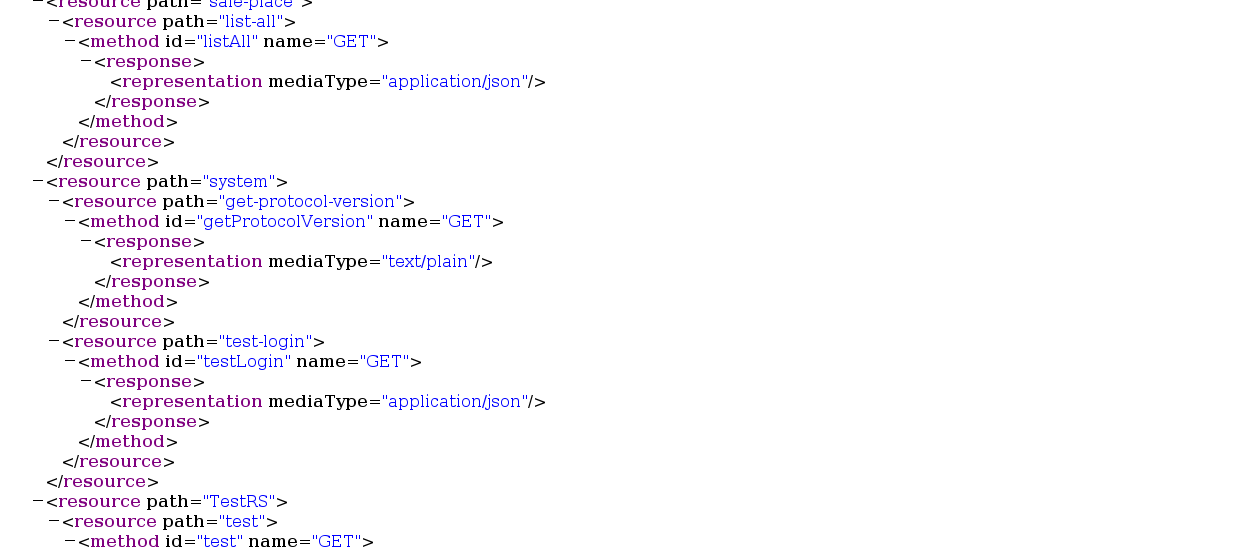 −<resource path="sale-place">
−<resource path="list-all">
−<method id="listAll" name="GET">
−<response>
<representation mediaType="application/json"/>
</response>
</method>
</resource>
</resource>
−<resource path="system">
−<resource path="get-protocol-version">
−<method id="getProtocolVersion" name="GET">
−<response>
<representation mediaType="text/plain"/>
</response>
</method>
</resource>
−<resource path="test-login">
−<method id="testLogin" name="GET">
−<response>
<representation mediaType="application/json"/>
</response>
</method>
</resource>
</resource>
−<resource path="TestRS">
−<resource path="test">
−<method id="test" name="GET">